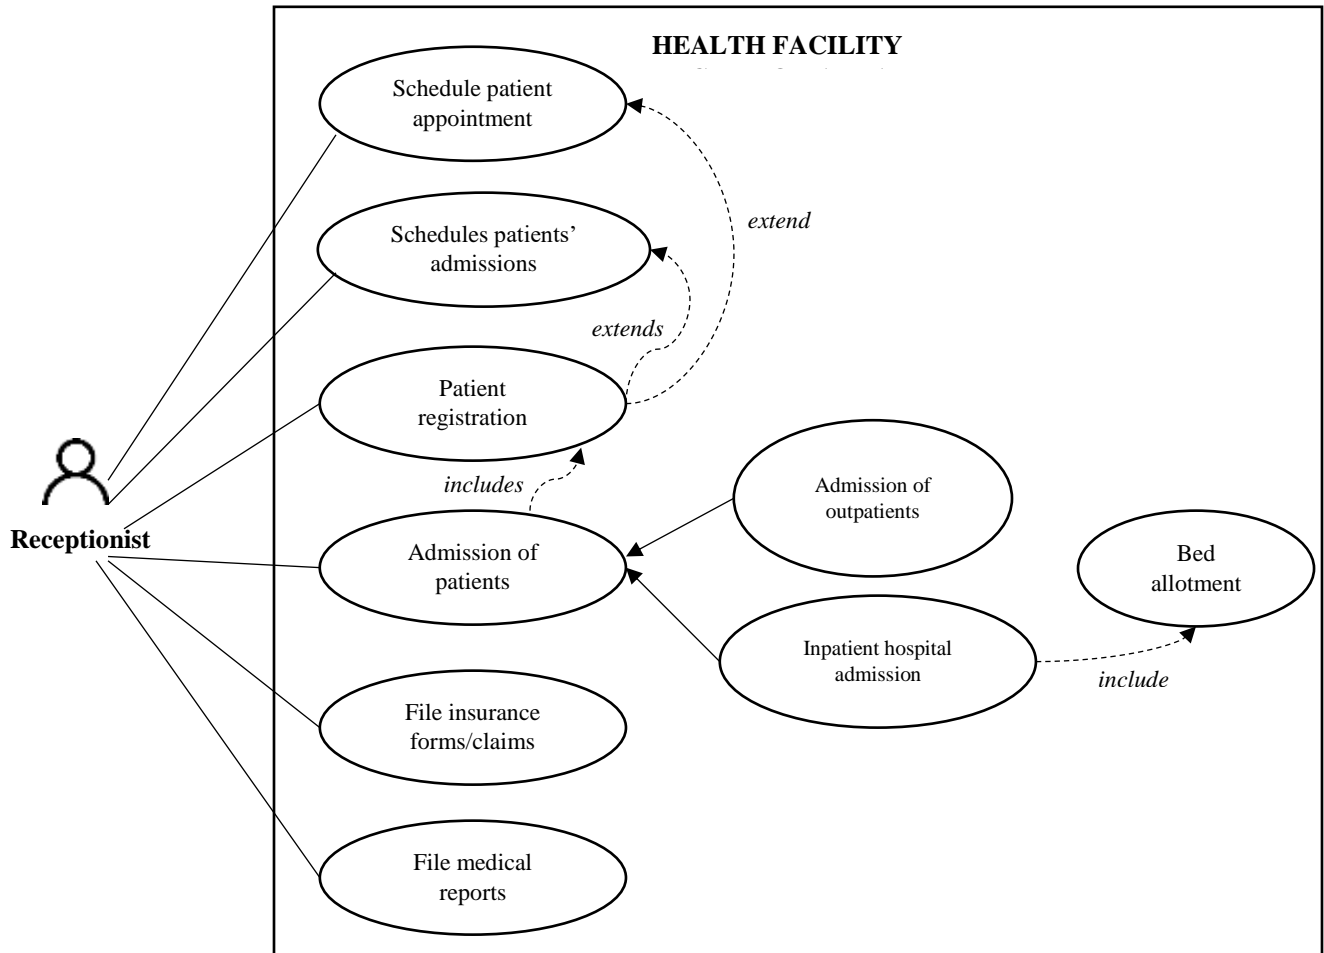 HEALTH FACILITY
Schedule patient
appointment
extend
Schedules patients’
admissions
extends
Patient
registration
includes
Admission of
outpatients
Receptionist
Admission of
patients
Bed
allotment
Inpatient hospital
admission
include
File insurance
forms/claims
File medical
reports